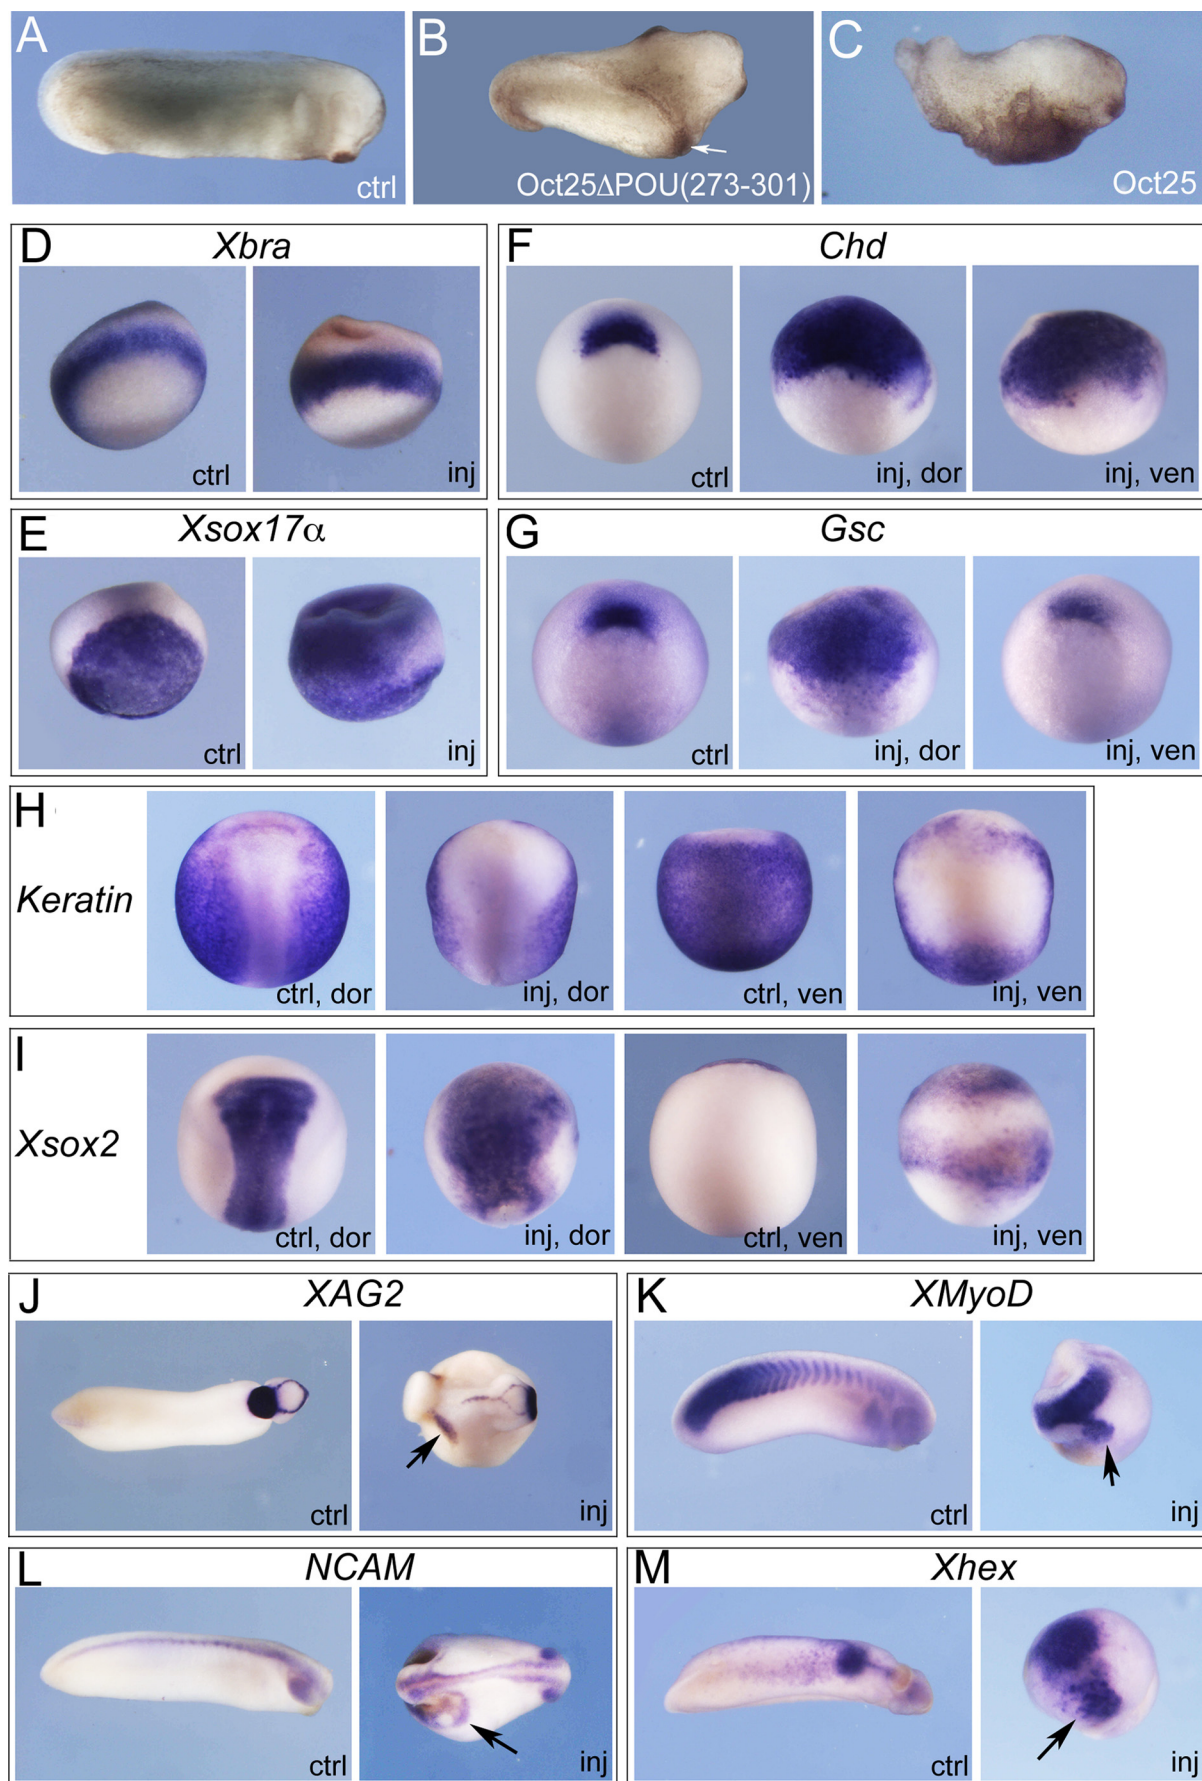 A
ctrl
B
Oct25ΔPOU(273-301)
C
Oct25
D
Xbra
ctrl
inj
F
Chd
ctrl
inj, dor
inj, ven
E
Xsox17α
ctrl
inj
G
Gsc
ctrl
inj, dor
inj, ven
H
Keratin
ctrl, dor
inj, dor
ctrl, ven
inj, ven
I
Xsox2
ctrl, dor
inj, dor
ctrl, ven
inj, ven
J
XAG2
ctrl
inj
K
XMyoD
ctrl
inj
L
NCAM
ctrl
inj
M
Xhex
ctrl
inj